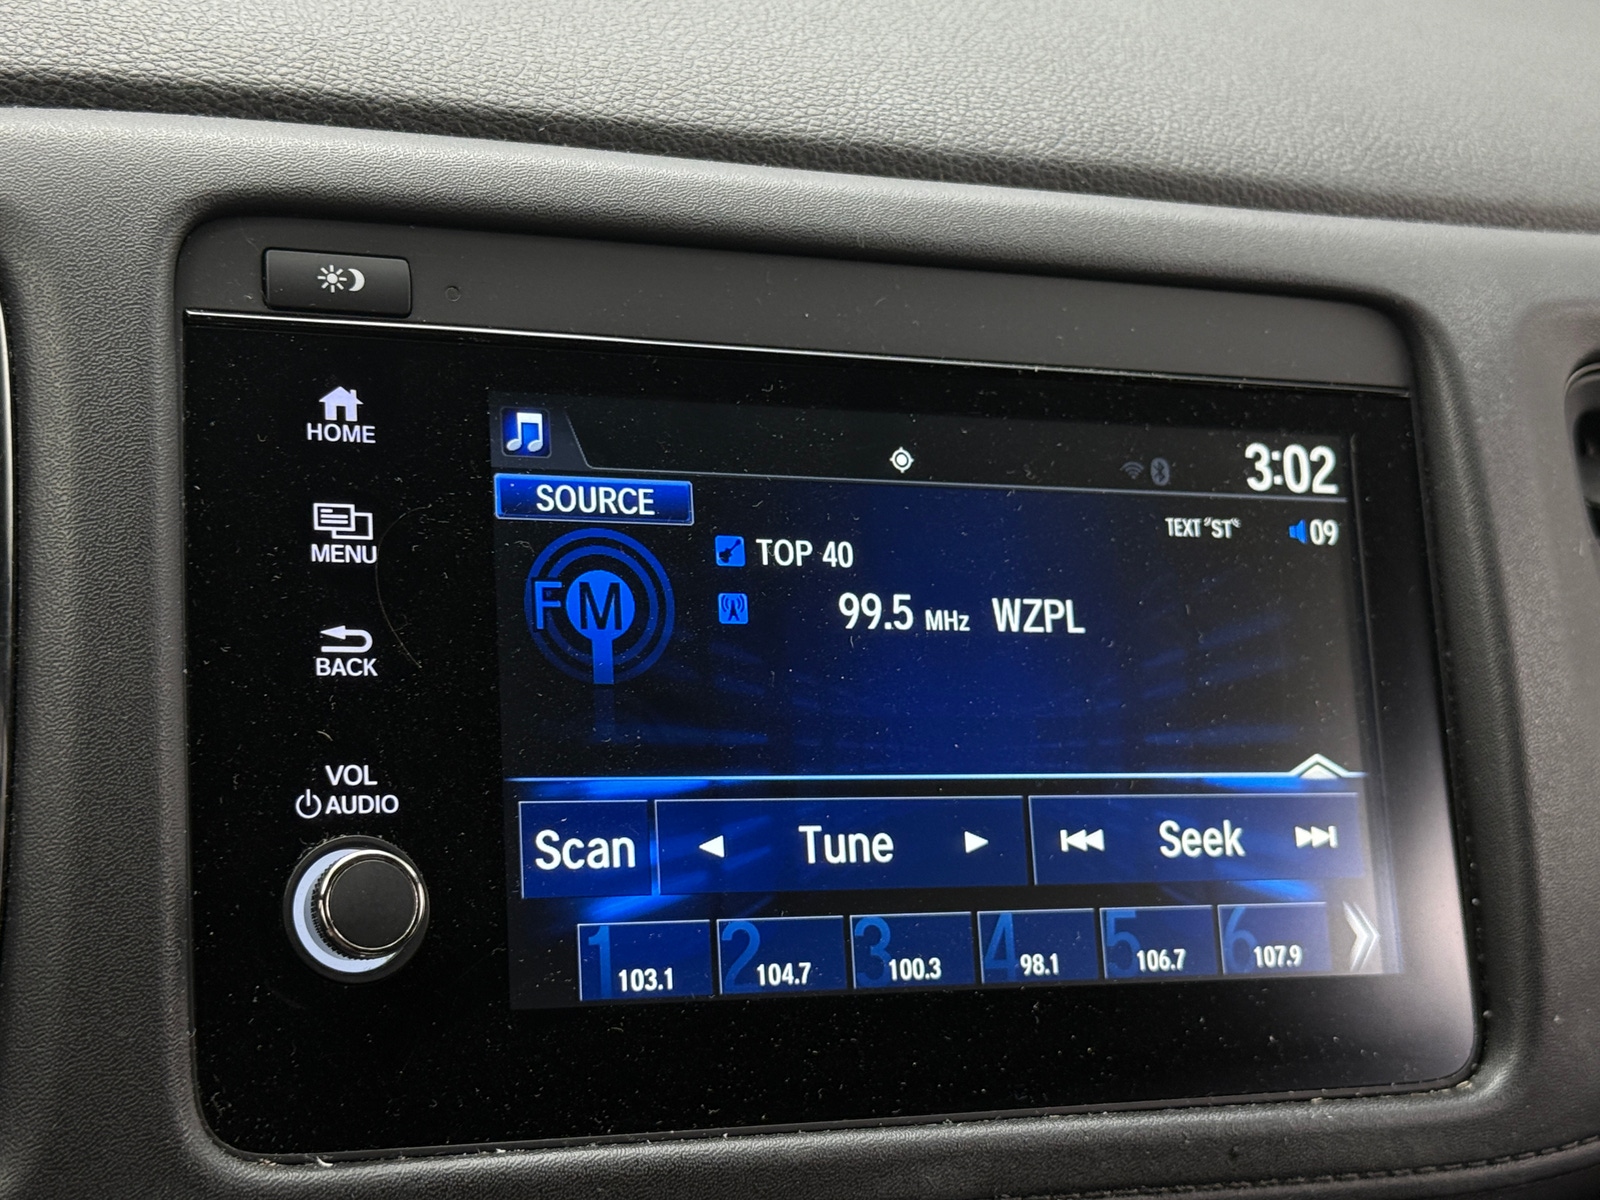 HOME
MENU
BACK
VOL
AUDIO
3:02
SOURCE
TEXT "ST" 09
FM
TOP 40
99.5 MHz WZPL
Scan Tune Seek
1 103.1
2 104.7
3 100.3
4 98.1
5 106.7
6 107.9